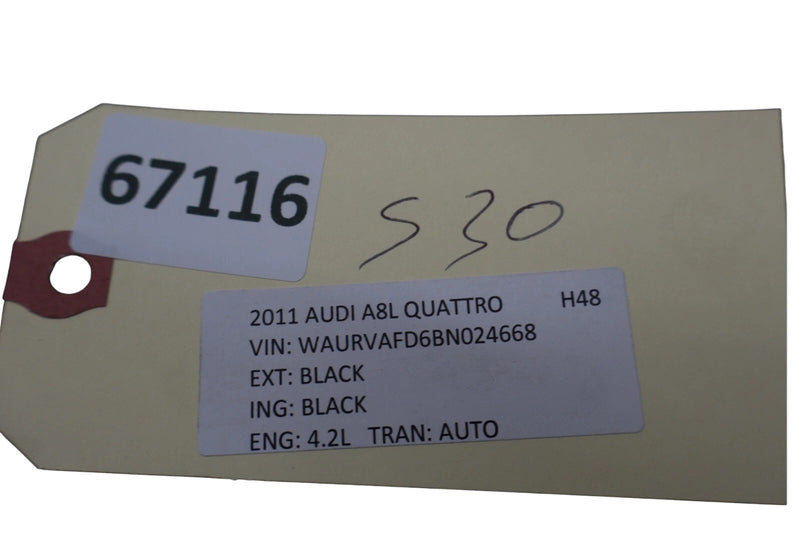 67116
S30
2011 AUDI A8L QUATTRO H48
VIN: WAURVAFD6BN024668
EXT: BLACK
ING: BLACK
ENG: 4.2L TRAN: AUTO